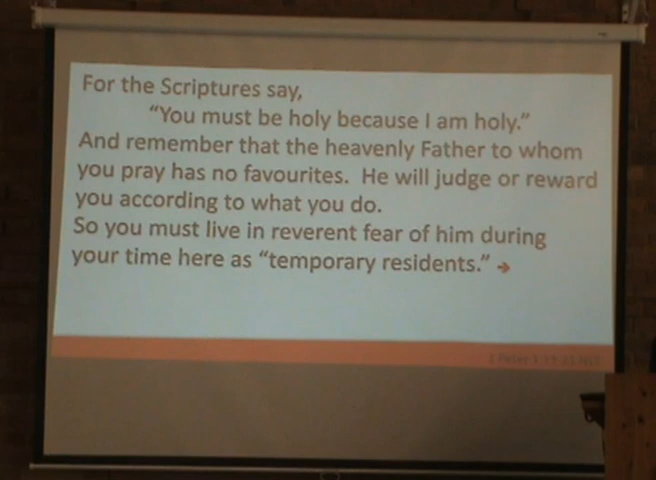 For the Scriptures say,
“You must be holy because I am holy.”
And remember that the heavenly Father to whom
you pray has no favourites. He will judge or reward
you according to what you do.
So you must live in reverent fear of him during
your time here as “temporary residents.” ➔
1 Peter